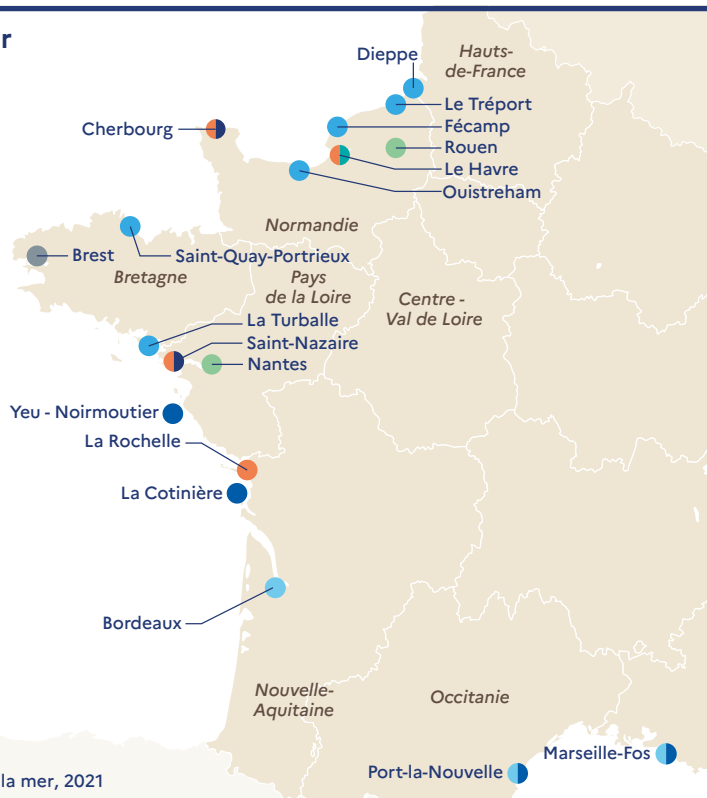 r
Dieppe
Hauts-
de-France
Le Tréport
Cherbourg
Fécamp
Rouen
Le Havre
Ouistreham
Normandie
Brest
Saint-Quay-Portrieux
Bretagne
Pays
de la Loire
Centre -
Val de Loire
La Turballe
Saint-Nazaire
Nantes
Yeu - Noirmoutier
La Rochelle
La Cotinière
Bordeaux
Nouvelle-
Aquitaine
Occitanie
Marseille-Fos
Port-la-Nouvelle
la mer, 2021